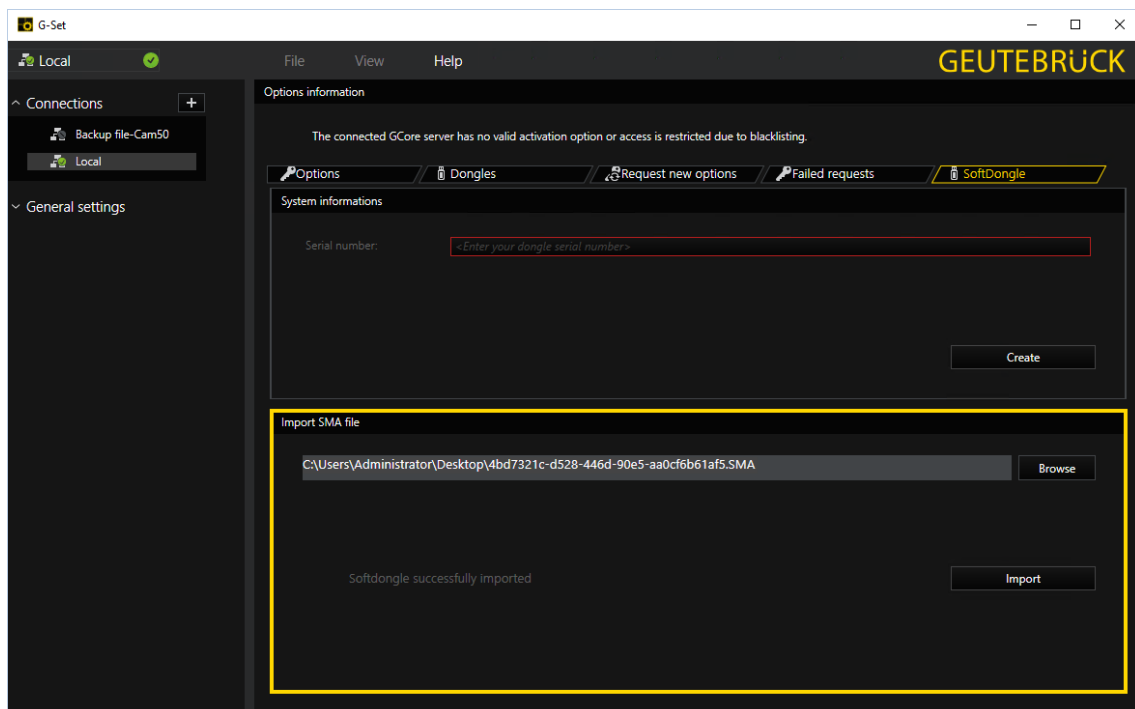 G-Set
Local
File View Help
GEUTEBRÜCK
Connections +
Backup file-Cam50
Local
General settings
Options information
The connected GCore server has no valid activation option or access is restricted due to blacklisting.
Options Dongles Request new options Failed requests SoftDongle
System informations
Serial number: <Enter your dongle serial number>
Create
Import SMA file
C:\Users\Administrator\Desktop\4bd7321c-d528-446d-90e5-aa0cf6b61af5.SMA
Browse
Softdongle successfully imported
Import